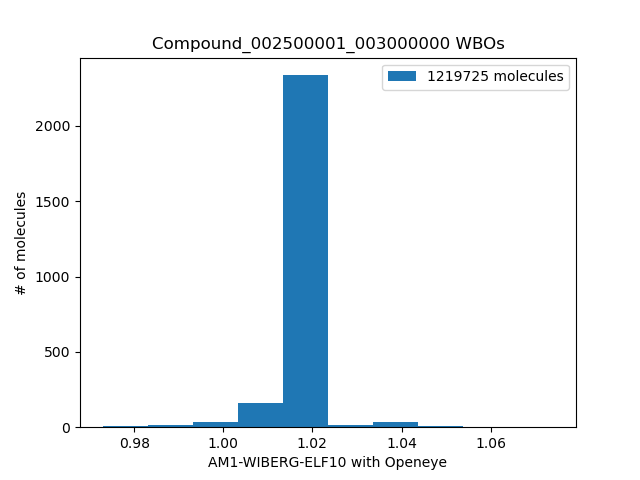 Compound_002500001_003000000 WBOs
1219725 molecules
# of molecules
2000
1500
1000
500
0
0.98 1.00 1.02 1.04 1.06
AM1-WIBERG-ELF10 with Openeye